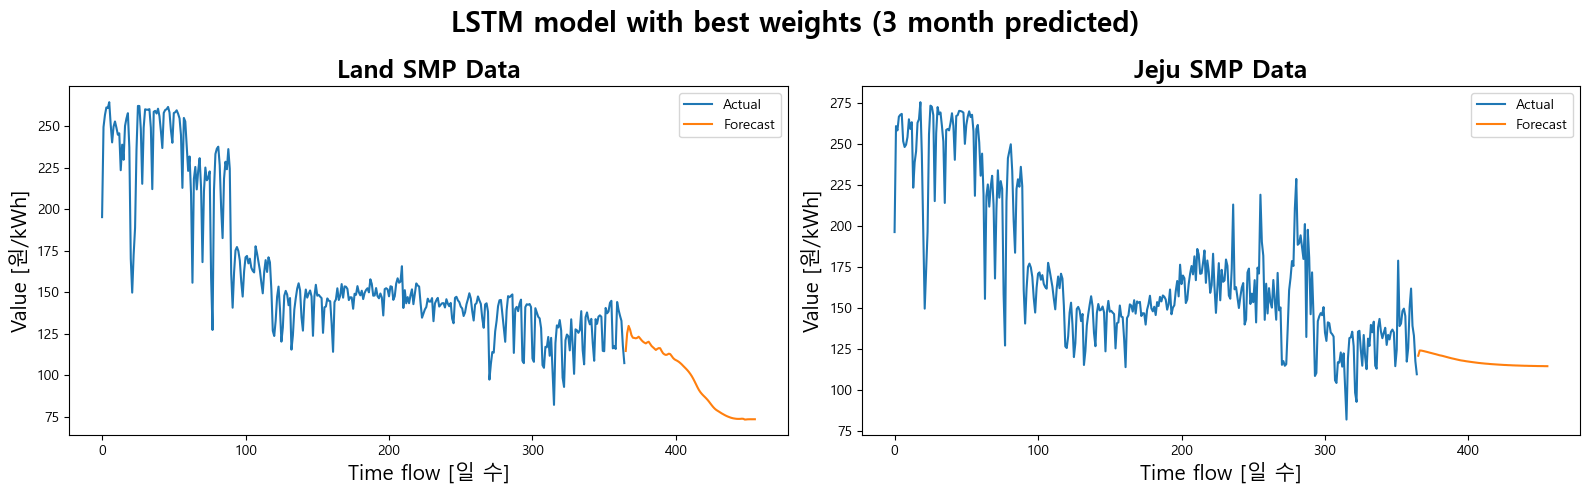 LSTM model with best weights (3 month predicted)
Land SMP Data
Value [원/kWh]
250
225
200
175
150
125
100
75
0
100
200
300
400
Time flow [일 수]
Actual
Forecast
Jeju SMP Data
Value [원/kWh]
275
250
225
200
175
150
125
100
75
0
100
200
300
400
Time flow [일 수]
Actual
Forecast